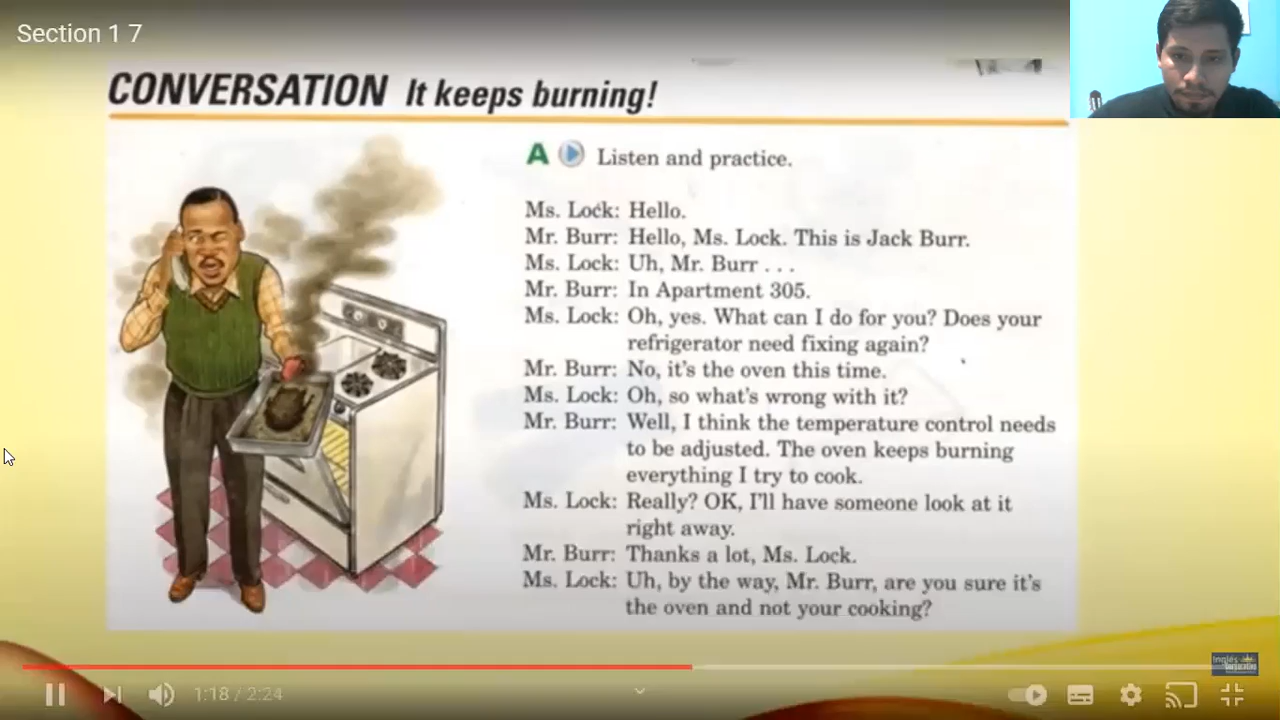 Section 1 7
CONVERSATION It keeps burning!
A Listen and practice.
Ms. Lock: Hello.
Mr. Burr: Hello, Ms. Lock. This is Jack Burr.
Ms. Lock: Uh, Mr. Burr . . .
Mr. Burr: In Apartment 305.
Ms. Lock: Oh, yes. What can I do for you? Does your
refrigerator need fixing again?
Mr. Burr: No, it's the oven this time.
Ms. Lock: Oh, so what's wrong with it?
Mr. Burr: Well, I think the temperature control needs
to be adjusted. The oven keeps burning
everything I try to cook.
Ms. Lock: Really? OK, I'll have someone look at it
right away.
Mr. Burr: Thanks a lot, Ms. Lock.
Ms. Lock: Uh, by the way, Mr. Burr, are you sure it's
the oven and not your cooking?
Inglés
1:18 / 2:24